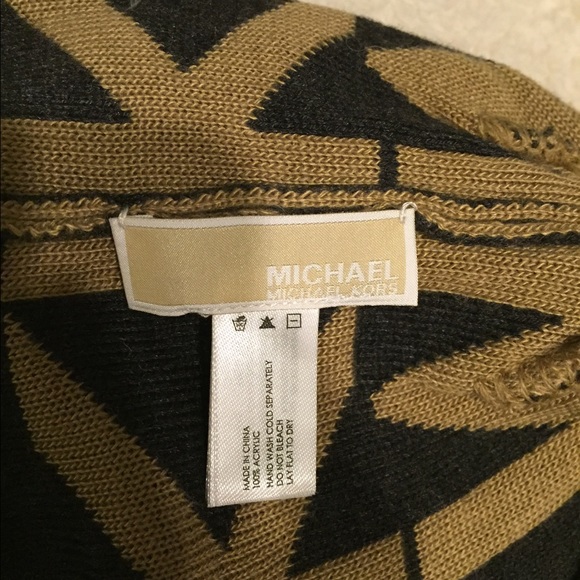 MICHAEL
MICHAEL KORS
MADE IN CHINA
100% ACRYLIC
HAND WASH COLD SEPARATELY
DO NOT BLEACH
LAY FLAT TO DRY